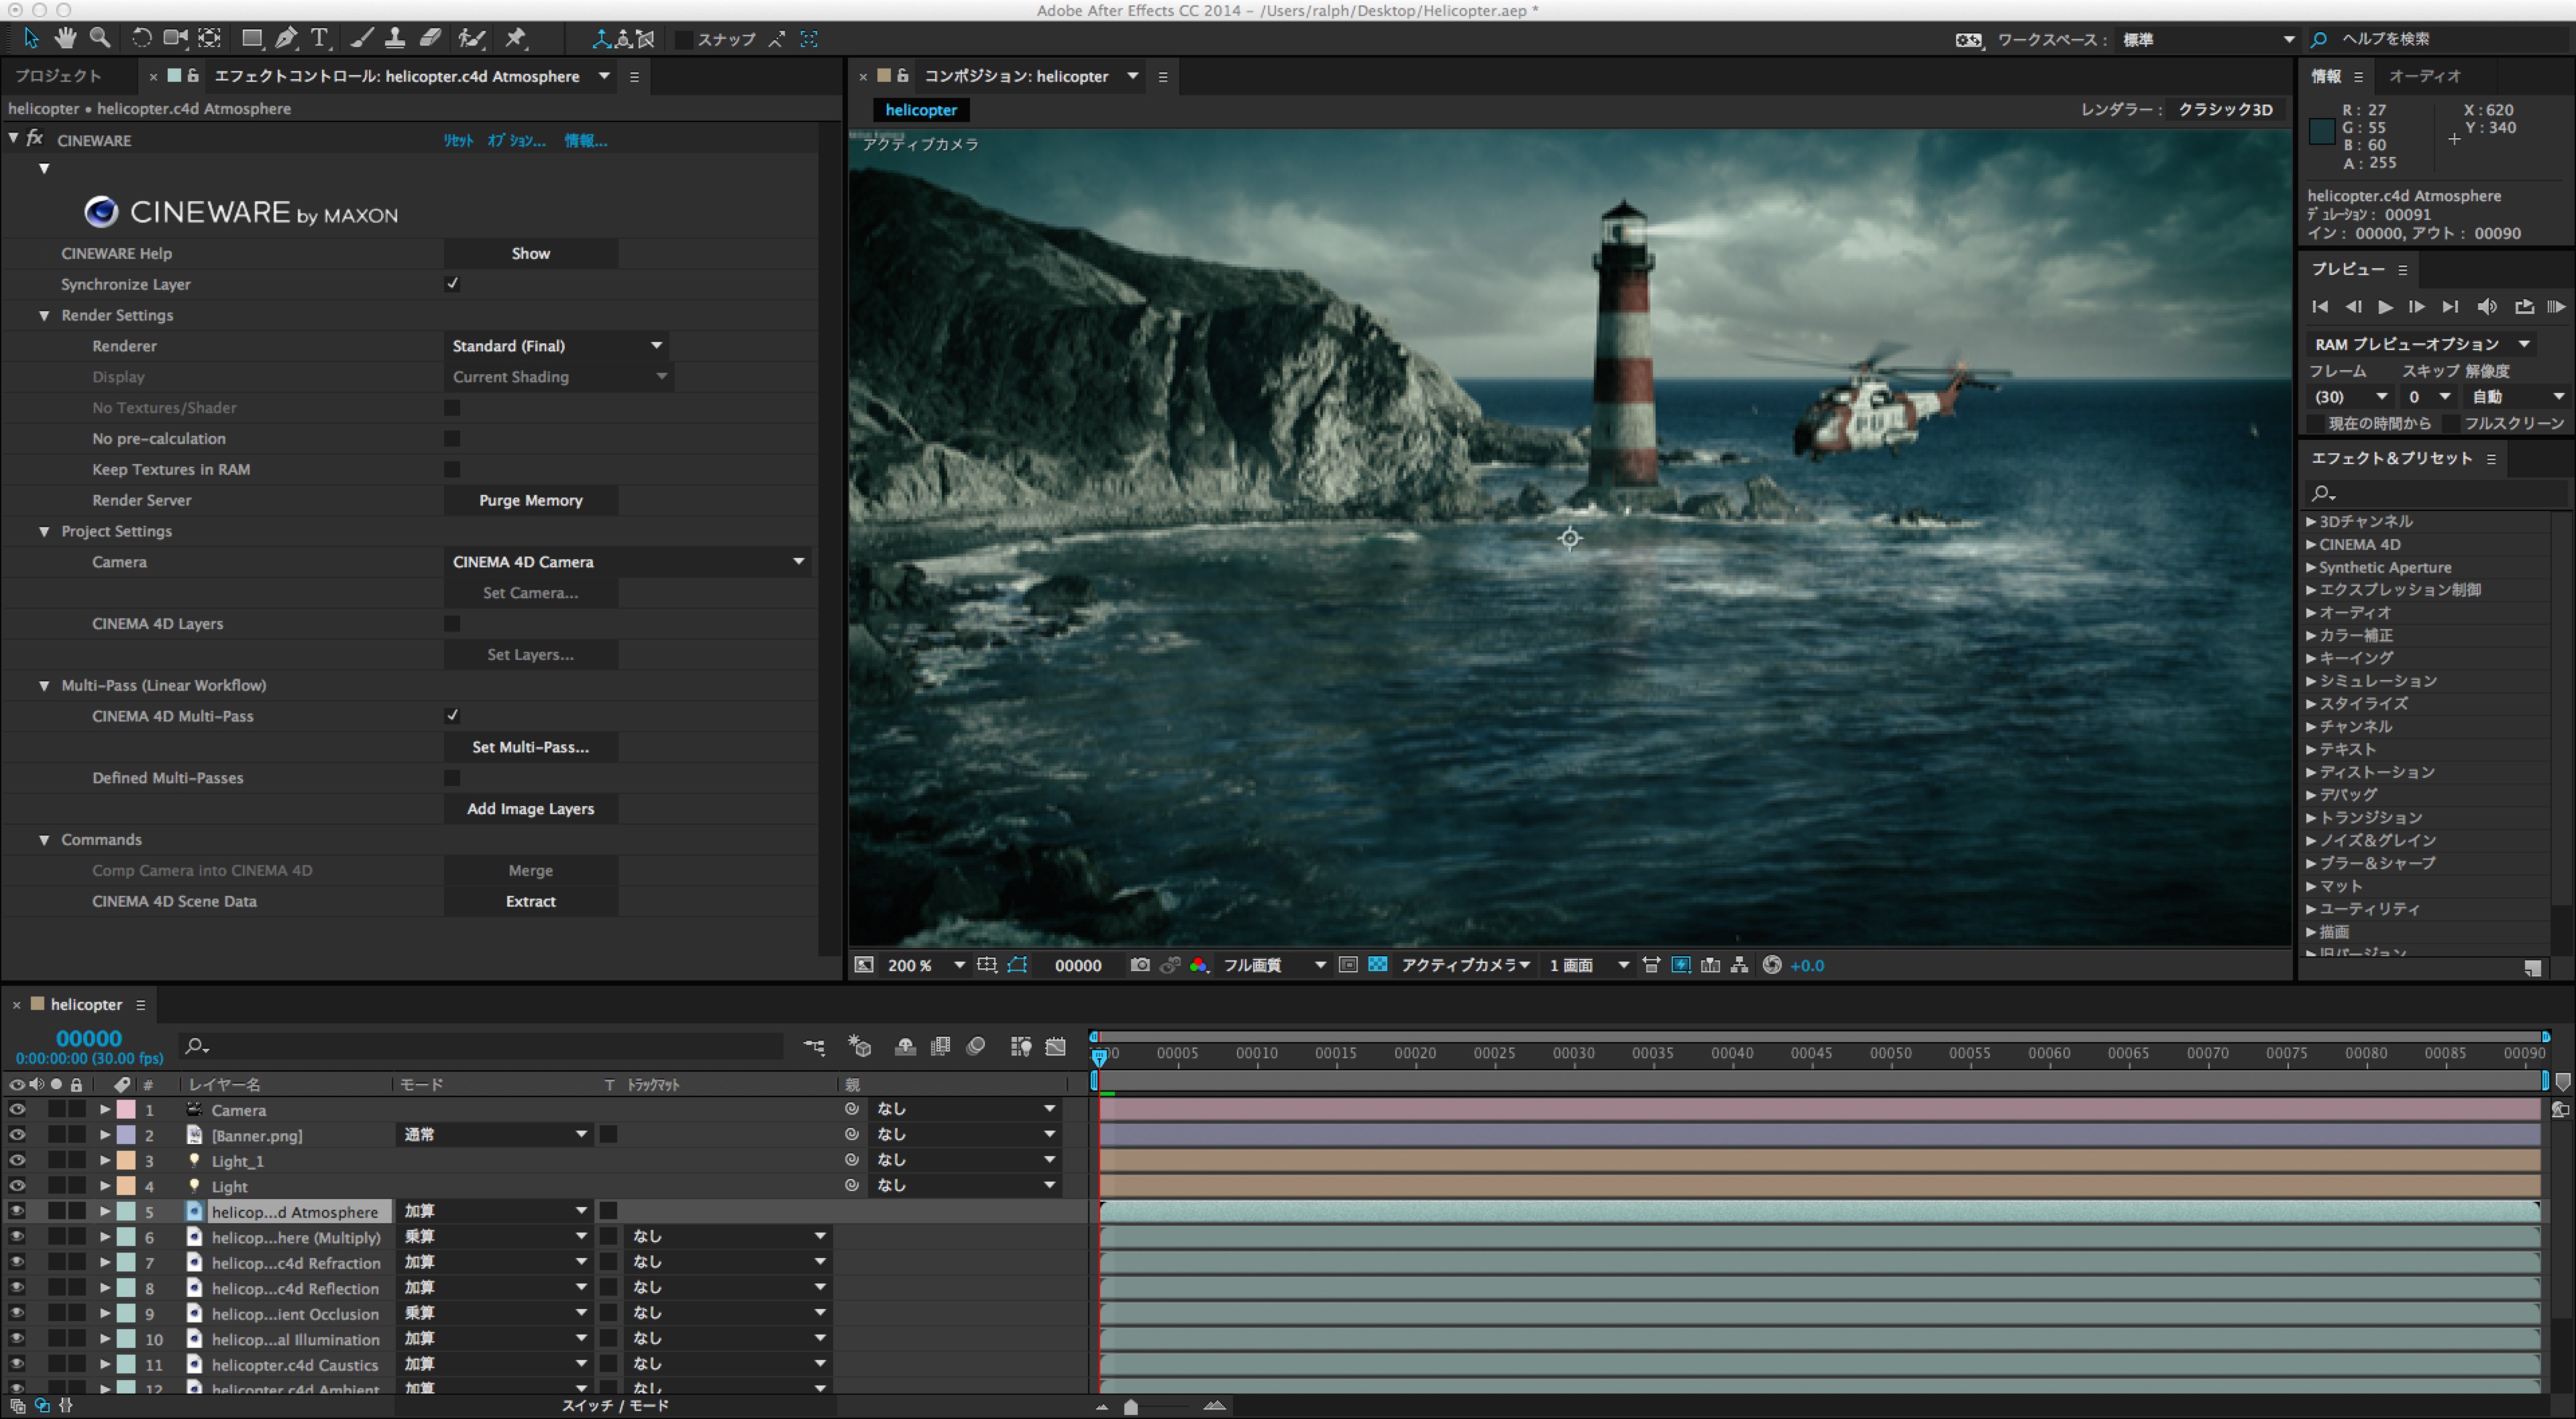 Adobe After Effects CC 2014 – /Users/ralph/Desktop/Helicopter.aep *
スナップ
ワークスペース： 標準
ヘルプを検索
プロジェクト
エフェクトコントロール: helicopter.c4d Atmosphere
helicopter • helicopter.c4d Atmosphere
fx CINEWARE リセット オプション... 情報...
CINEWARE by MAXON
CINEWARE Help Show
Synchronize Layer
Render Settings
Renderer Standard (Final)
Display Current Shading
No Textures/Shader
No pre-calculation
Keep Textures in RAM
Render Server Purge Memory
Project Settings
Camera CINEMA 4D Camera
Set Camera...
CINEMA 4D Layers
Set Layers...
Multi-Pass (Linear Workflow)
CINEMA 4D Multi-Pass
Set Multi-Pass...
Defined Multi-Passes
Add Image Layers
Commands
Comp Camera into CINEMA 4D Merge
CINEMA 4D Scene Data Extract
コンポジション: helicopter
helicopter
レンダラー： クラシック3D
アクティブカメラ
200 % 00000 フル画質 アクティブカメラ 1 画面 +0.0
情報 オーディオ
R : 27 X : 620
G : 55 Y : 340
B : 60
A : 255
helicopter.c4d Atmosphere
デュレーション： 00091
イン： 00000, アウト： 00090
プレビュー
RAM プレビューオプション
フレーム スキップ 解像度
(30) 0 自動
現在の時間から フルスクリーン
エフェクト＆プリセット
3Dチャンネル
CINEMA 4D
Synthetic Aperture
エクスプレッション制御
オーディオ
カラー補正
キーイング
シミュレーション
スタイライズ
チャンネル
テキスト
ディストーション
デバッグ
トランジション
ノイズ＆グレイン
ブラー＆シャープ
マット
ユーティリティ
描画
旧バージョン
helicopter
00000
0:00:00:00 (30.00 fps)
00005 00010 00015 00020 00025 00030 00035 00040 00045 00050 00055 00060 00065 00070 00075 00080 00085 00090
# レイヤー名 モード T トラックマット 親
1 Camera なし
2 [Banner.png] 通常 なし
3 Light_1 なし
4 Light なし
5 helicop...d Atmosphere 加算
6 helicop...here (Multiply) 乗算 なし
7 helicop...c4d Refraction 加算 なし
8 helicop...c4d Reflection 加算 なし
9 helicop...ient Occlusion 乗算 なし
10 helicop...al Illumination 加算 なし
11 helicopter.c4d Caustics 加算 なし
12 helicopter.c4d Ambient 加算 なし
スイッチ / モード